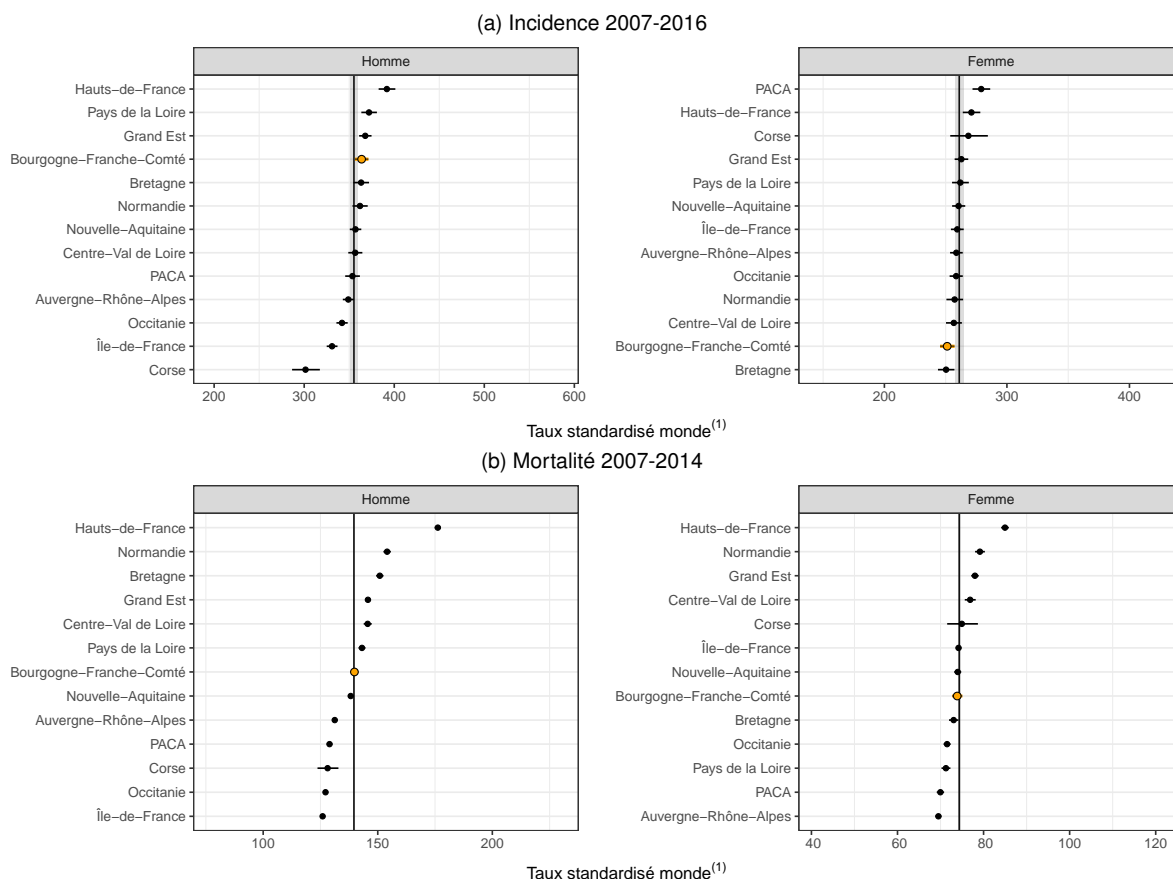 (a) Incidence 2007-2016
Homme
Hauts−de−France
Pays de la Loire
Grand Est
Bourgogne−Franche−Comté
Bretagne
Normandie
Nouvelle−Aquitaine
Centre−Val de Loire
PACA
Auvergne−Rhône−Alpes
Occitanie
Île−de−France
Corse
200 300 400 500 600
Femme
PACA
Hauts−de−France
Corse
Grand Est
Pays de la Loire
Nouvelle−Aquitaine
Île−de−France
Auvergne−Rhône−Alpes
Occitanie
Normandie
Centre−Val de Loire
Bourgogne−Franche−Comté
Bretagne
200 300 400
Taux standardisé monde(1)
(b) Mortalité 2007-2014
Homme
Hauts−de−France
Normandie
Bretagne
Grand Est
Centre−Val de Loire
Pays de la Loire
Bourgogne−Franche−Comté
Nouvelle−Aquitaine
Auvergne−Rhône−Alpes
PACA
Corse
Occitanie
Île−de−France
100 150 200
Femme
Hauts−de−France
Normandie
Grand Est
Centre−Val de Loire
Corse
Île−de−France
Nouvelle−Aquitaine
Bourgogne−Franche−Comté
Bretagne
Occitanie
Pays de la Loire
PACA
Auvergne−Rhône−Alpes
40 60 80 100 120
Taux standardisé monde(1)